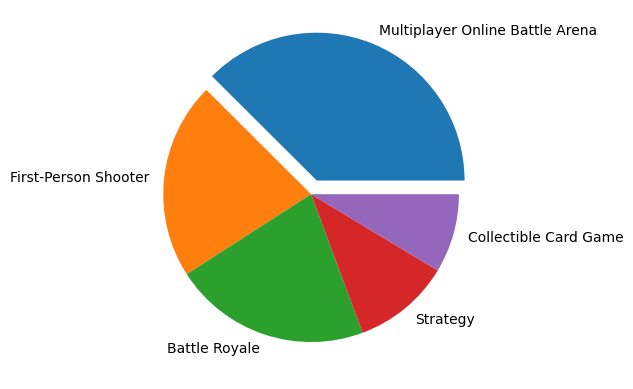 Multiplayer Online Battle Arena
First-Person Shooter
Collectible Card Game
Strategy
Battle Royale